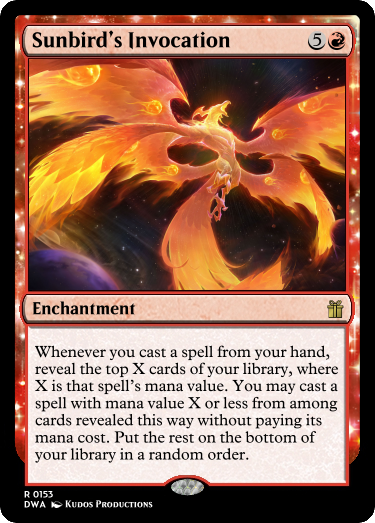 Sunbird's Invocation 5
Enchantment
Whenever you cast a spell from your hand,
reveal the top X cards of your library, where
X is that spell's mana value. You may cast a
spell with mana value X or less from among
cards revealed this way without paying its
mana cost. Put the rest on the bottom of
your library in a random order.
R 0153
DWA Kudos Productions